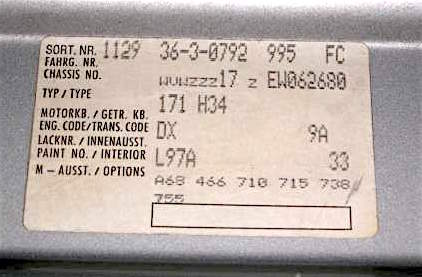 SORT. NR. 1129 36-3-0792 995 FC
FAHRG. NR.
CHASSIS NO. WVWZZZ17 Z EW062680
TYP / TYPE 171 H34
MOTORKB. / GETR. KB.
ENG. CODE/TRANS. CODE DX 9A
LACKNR. / INNENAUSST.
PAINT NO. / INTERIOR L97A 33
M - AUSST. / OPTIONS A68 466 710 715 738
755